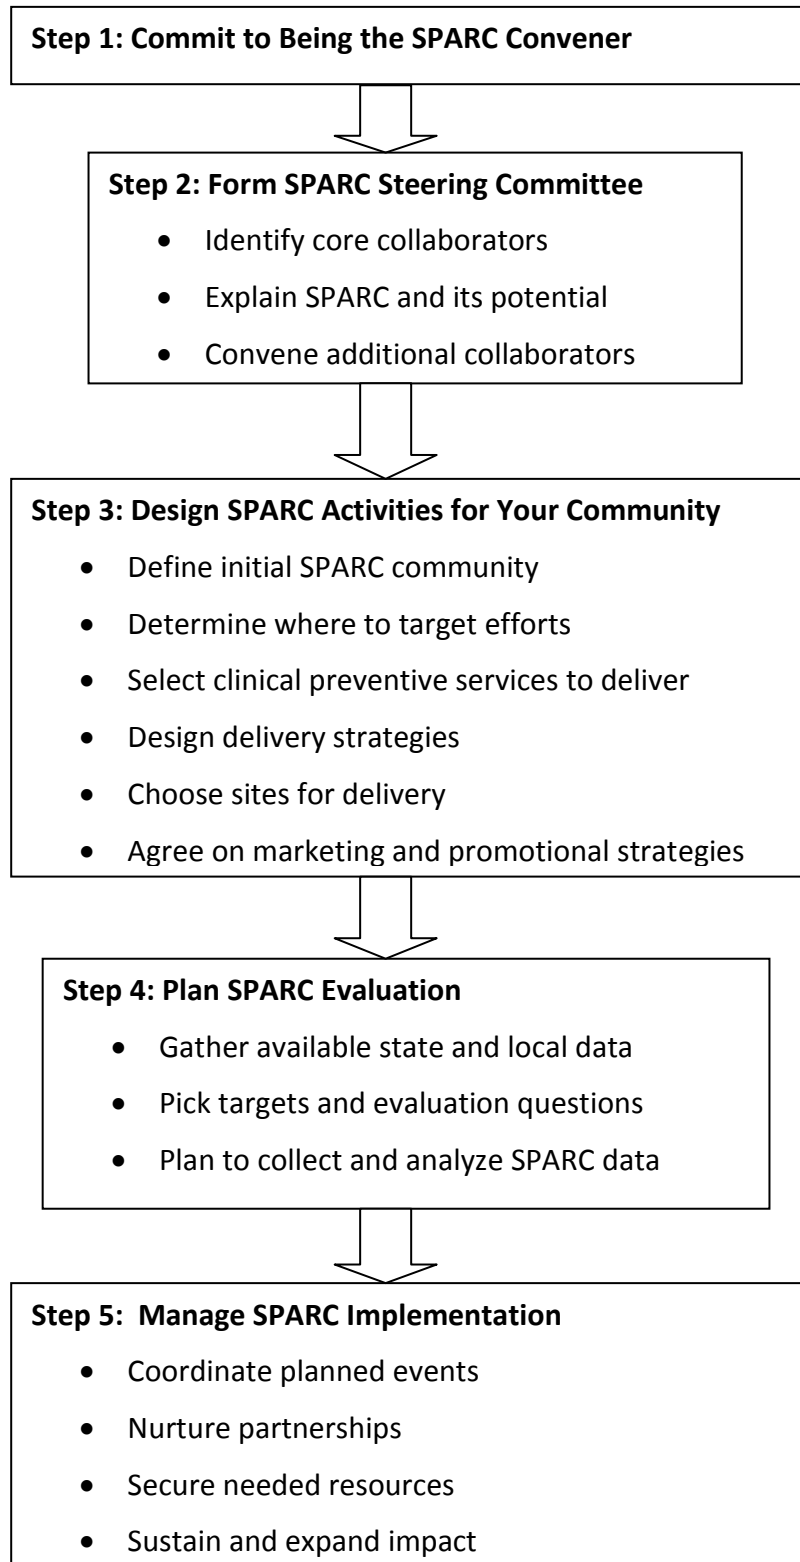 Step 1: Commit to Being the SPARC Convener
Step 2: Form SPARC Steering Committee
• Identify core collaborators
• Explain SPARC and its potential
• Convene additional collaborators
Step 3: Design SPARC Activities for Your Community
• Define initial SPARC community
• Determine where to target efforts
• Select clinical preventive services to deliver
• Design delivery strategies
• Choose sites for delivery
• Agree on marketing and promotional strategies
Step 4: Plan SPARC Evaluation
• Gather available state and local data
• Pick targets and evaluation questions
• Plan to collect and analyze SPARC data
Step 5:  Manage SPARC Implementation
• Coordinate planned events
• Nurture partnerships
• Secure needed resources
• Sustain and expand impact